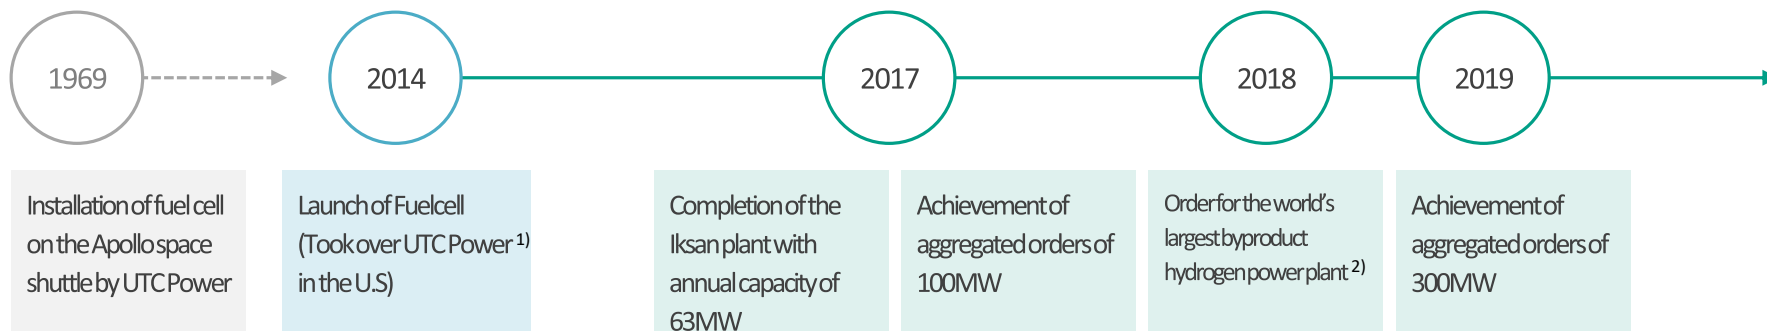 1969
2014
2017
2018
2019
Installation of fuel cell
on the Apollo space
shuttle by UTC Power
Launch of Fuelcell
(Took over UTC Power 1)
in the U.S)
Completion of the
Iksan plant with
annual capacity of
63MW
Achievement of
aggregated orders of
100MW
Order for the world's
largest byproduct
hydrogen power plant 2)
Achievement of
aggregated orders of
300MW